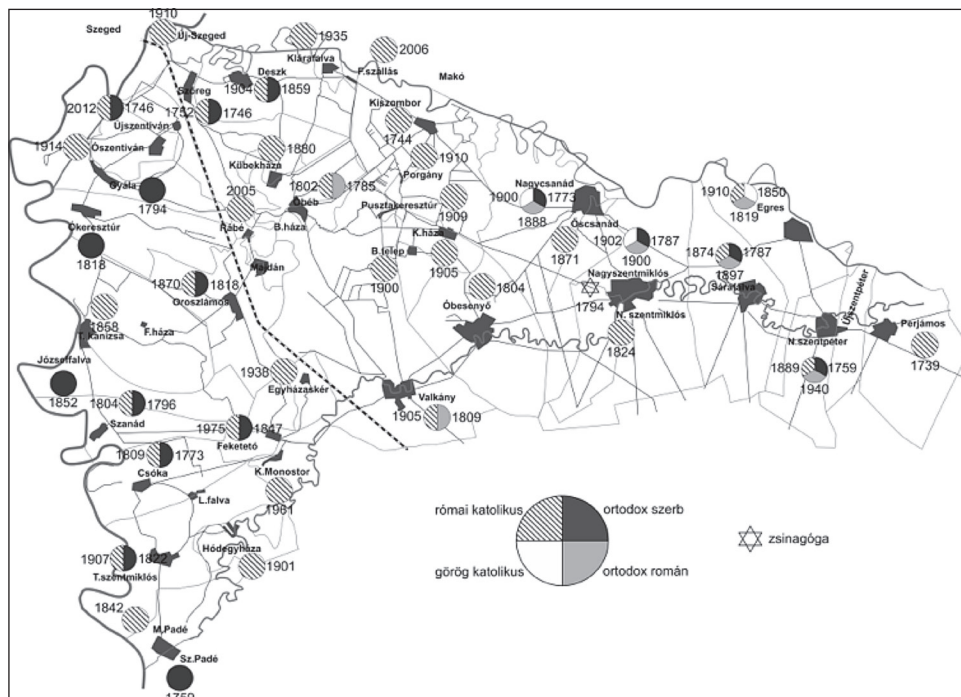 1910
Szeged
Új-Szeged
1935
2006
Klárafalva
F.szállás
Makó
Deszk
1904 1859
Szőreg
Kiszombor
2012 1746
1752 1746
Újszentiván
1744
1914
Ószentiván
1880
1910
Kübekháza
Porgány
1802 1785
Nagycsanád
1910 1850
Gyála
2005
Óbéb
Pusztakeresztúr
1900 1773
Egres
1794
1909
1888
Óscsanád
1819
Ókeresztúr
Rábé
B.háza
K.háza
1902 1787
B.telep
1871
1900
1874 1787
1818
Majdán
1905
Nagyszentmiklós
1897
1870 1818
1900
1804
Sárafalva
Oroszlámos
Óbesenyő
1794
Újszentpéter
1858
F.háza
N. szentmiklós
Perjámos
T.kanizsa
1824
N.szentpéter
Józseffalva
1938
1889 1759
1739
Egyházaskér
1940
1852
Valkány
1804 1796
1905 1809
Szanád
1975 1847
Feketetó
1809 1773
Csóka
K.Monostor
L.falva
1961
római katolikus
ortodox szerb
zsinagóga
Hódegyháza
1907 1822
1901
görög katolikus
ortodox román
T.szentmiklós
1842
M.Padé
Sz.Padé
1759